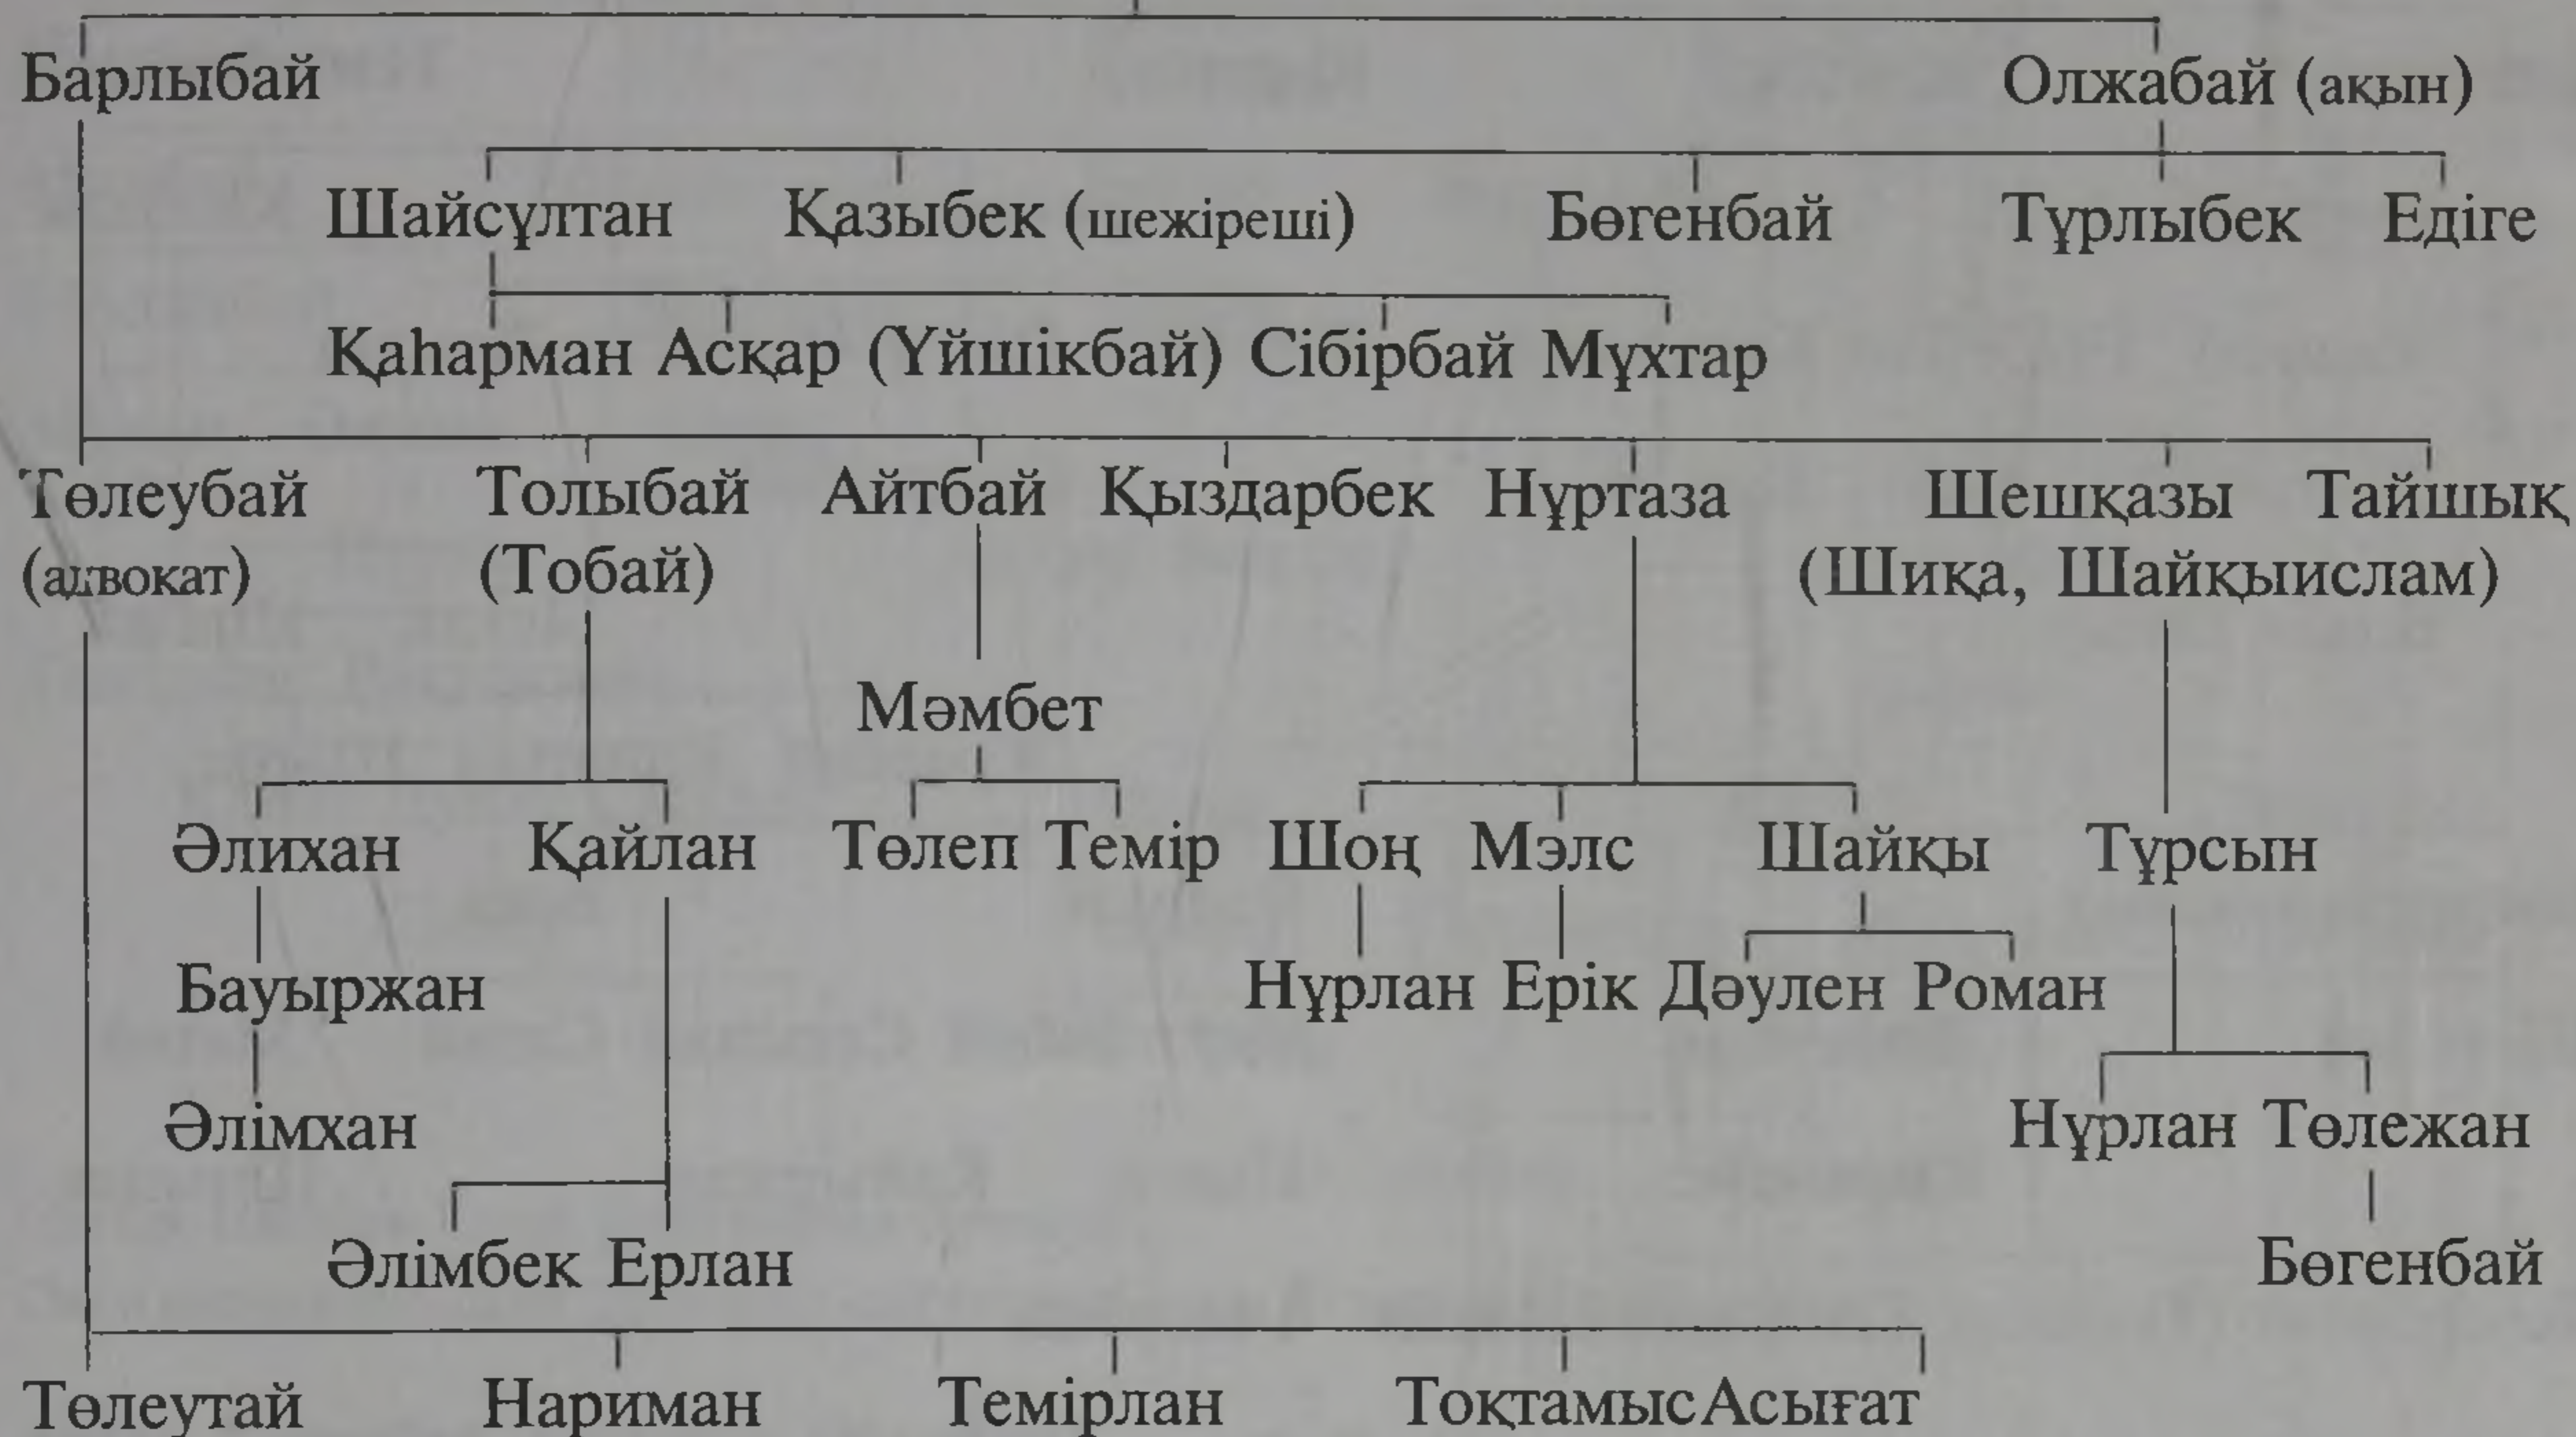 Барлыбай Олжабай (ақын)
Шайсұлтан Қазыбек (шежіреші) Бөгенбай Тұрлыбек Едіге
Қаһарман Асқар (Үйшікбай) Сібірбай Мұхтар
Төлеубай Толыбай Айтбай Қыздарбек Нұртаза Шешқазы Тайшық
(адвокат) (Тобай) (Шиқа, Шайқыислам)
Мәмбет
Әлихан Қайлан Төлеп Темір Шоң Мэлс Шайқы Тұрсын
Бауыржан Нұрлан Ерік Дәулен Роман
Әлімхан Нұрлан Төлежан
Әлімбек Ерлан Бөгенбай
Төлеутай Нариман Темірлан Тоқтамыс Асығат